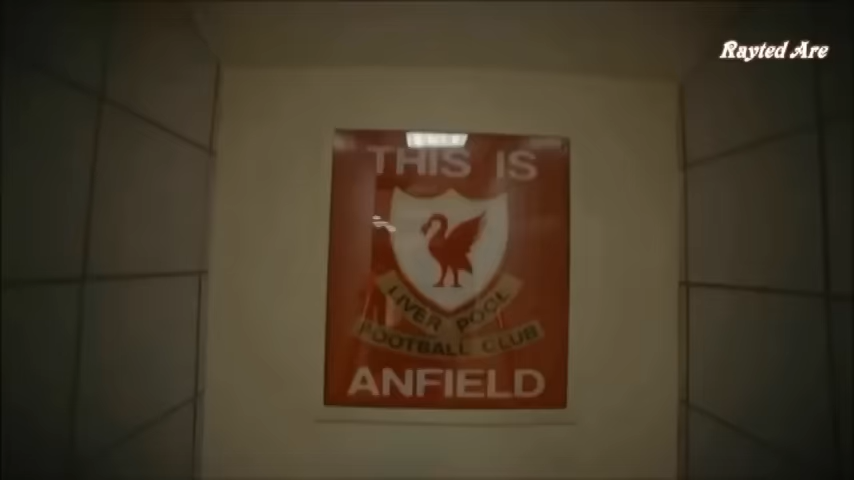 Rayted Are
THIS IS
LIVERPOOL
FOOTBALL CLUB
ANFIELD